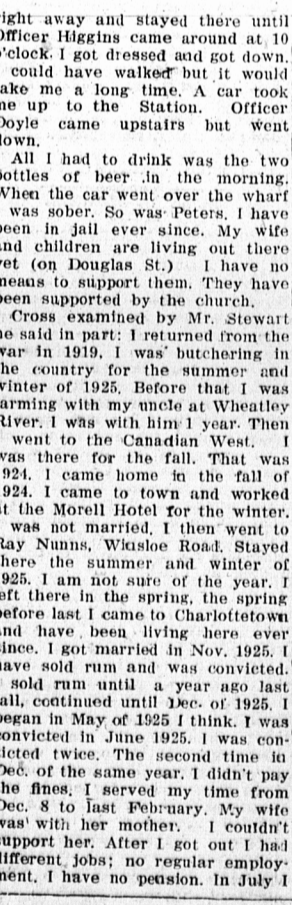 ight away and stayed there until
Officer Higgins came around at 10
o'clock. I got dressed and got down.
could have walked but it would
ake me a long time. A car took
ne up to the Station. Officer
Doyle came upstairs but went
down.
All I had to drink was the two
bottles of beer in the morning.
When the car went over the wharf
was sober. So was Peters. I have
been in jail ever since. My wife
and children are living out there
yet (on Douglas St.) I have no
means to support them. They have
been supported by the church.
Cross examined by Mr. Stewart
he said in part: I returned from the
war in 1919. I was butchering in
the country for the summer and
winter of 1925. Before that I was
arming with my uncle at Wheatley
River. I was with him 1 year. Then
went to the Canadian West. I
was there for the fall. That was
924. I came home in the fall of
924. I came to town and worked
at the Morell Hotel for the winter.
was not married. I then went to
Ray Nunns, Winsloe Road. Stayed
here the summer and winter of
925. I am not sure of the year. I
left there in the spring, the spring
before last I came to Charlottetown
and have been living here ever
since. I got married in Nov. 1925. I
have sold rum and was convicted.
sold rum until a year ago last
fall, continued until Dec. of 1925. I
began in May of 1925 I think. I was
convicted in June 1925. I was con-
icted twice. The second time in
Dec. of the same year. I didn't pay
the fines. I served my time from
Dec. 8 to last February. My wife
was with her mother. I couldn't
support her. After I got out I had
different jobs; no regular employ-
ment. I have no pension. In July I